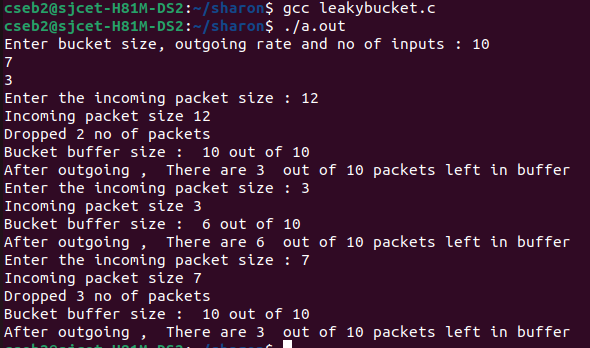 cseb2@sjcet-H81M-DS2:~/sharon$ gcc leakybucket.c
cseb2@sjcet-H81M-DS2:~/sharon$ ./a.out
Enter bucket size, outgoing rate and no of inputs : 10
7
3
Enter the incoming packet size : 12
Incoming packet size 12
Dropped 2 no of packets
Bucket buffer size :  10 out of 10
After outgoing ,  There are 3  out of 10 packets left in buffer
Enter the incoming packet size : 3
Incoming packet size 3
Bucket buffer size :  6 out of 10
After outgoing ,  There are 6  out of 10 packets left in buffer
Enter the incoming packet size : 7
Incoming packet size 7
Dropped 3 no of packets
Bucket buffer size :  10 out of 10
After outgoing ,  There are 3  out of 10 packets left in buffer
cseb2@sjcet-H81M-DS2:~/sharon$